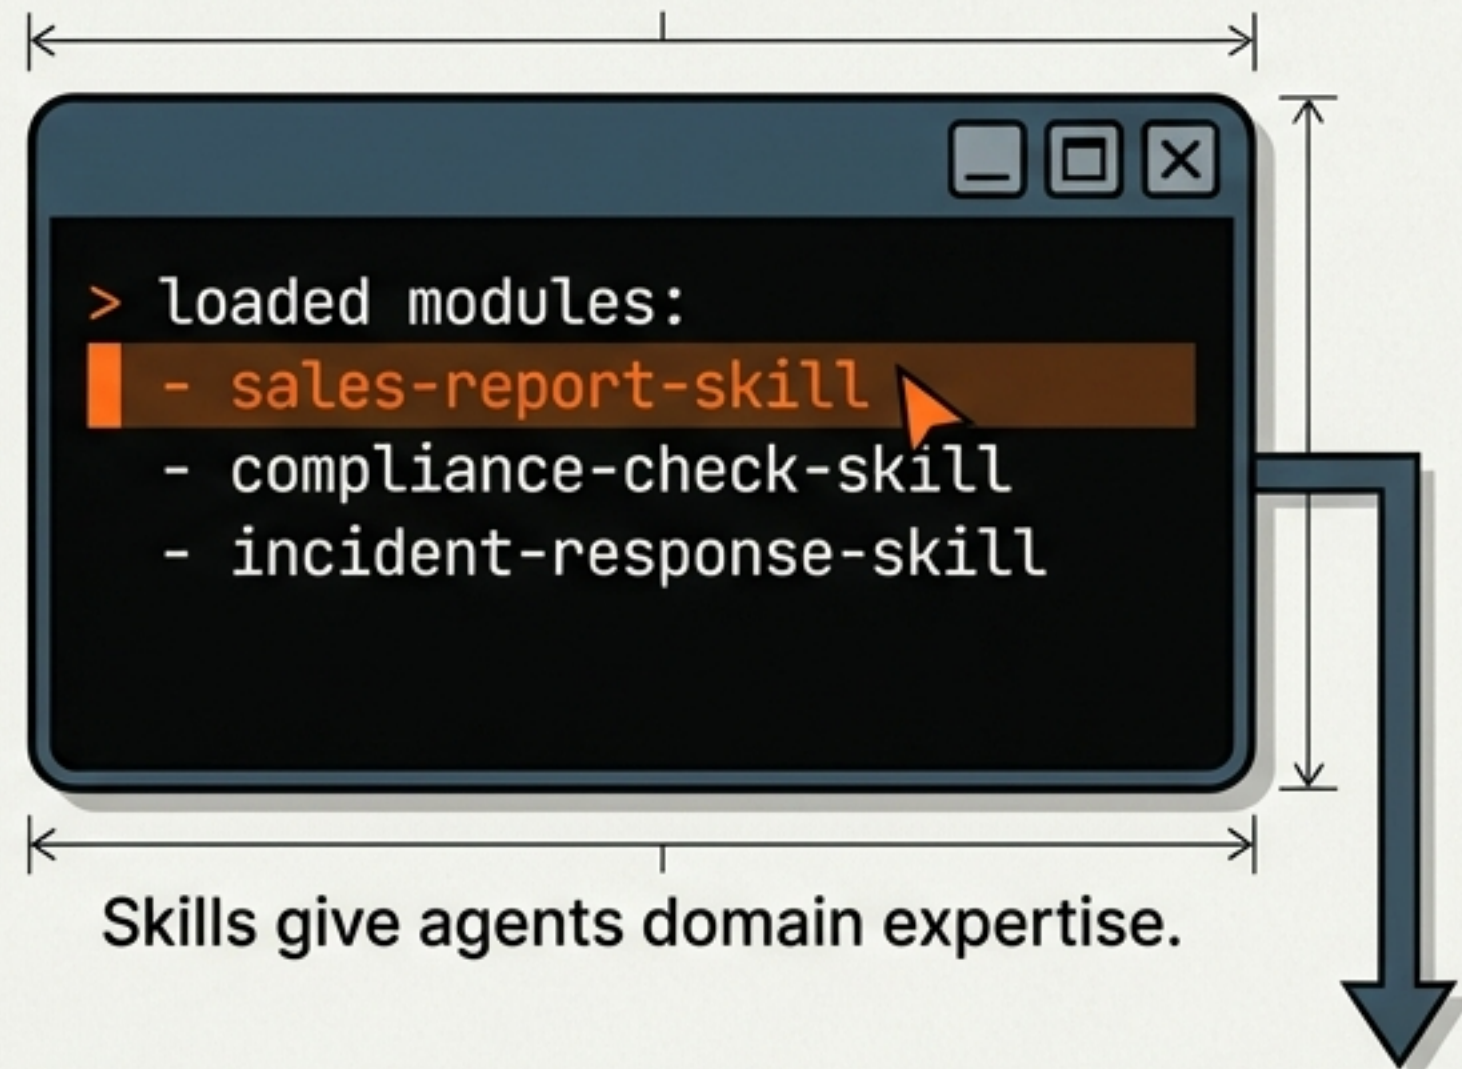 > loaded modules:
- sales-report-skill
- compliance-check-skill
- incident-response-skill
Skills give agents domain expertise.